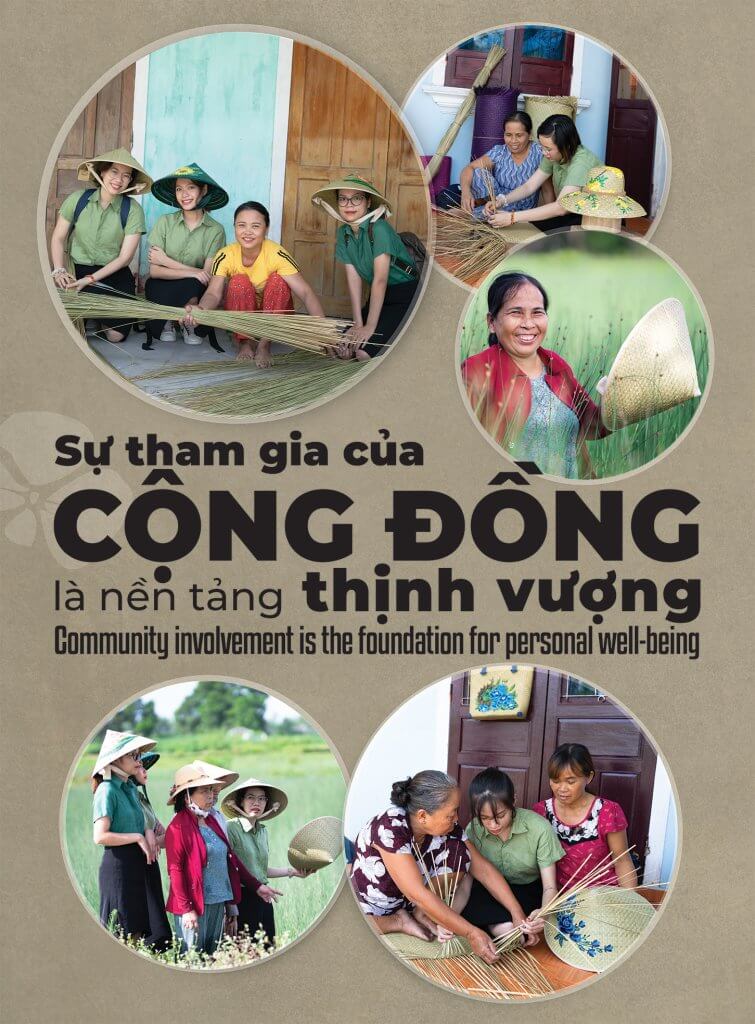 Sự tham gia của
CỘNG ĐỒNG
là nền tảng thịnh vượng
Community involvement is the foundation for personal well-being